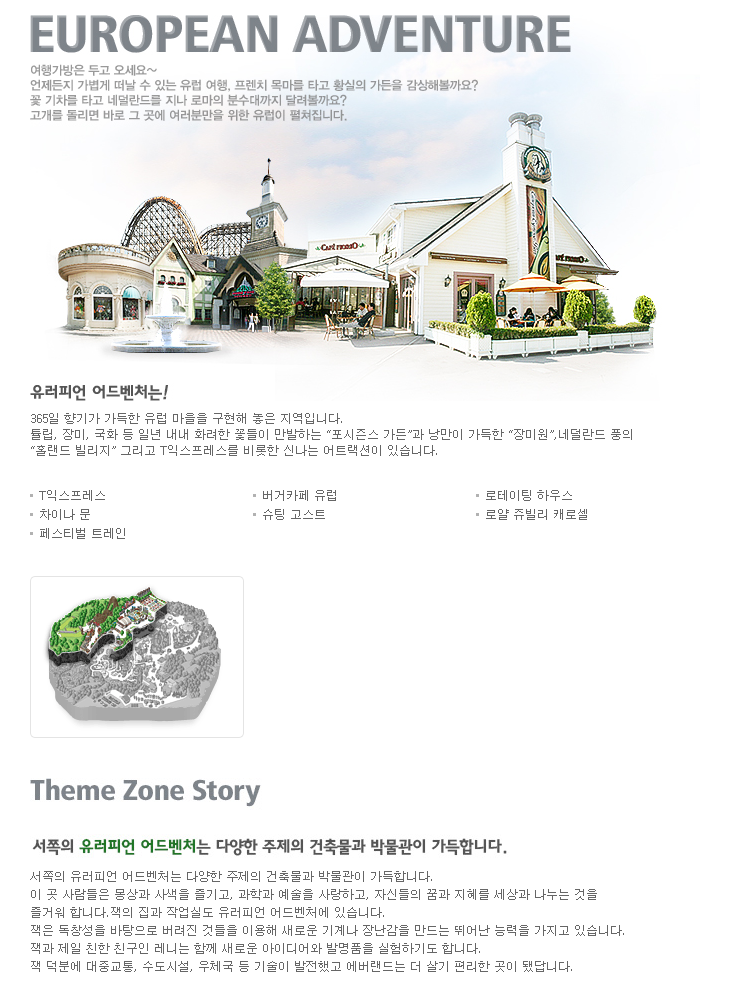 EUROPEAN ADVENTURE
여행가방은 두고 오세요~
언제든지 가볍게 떠날 수 있는 유럽 여행, 프렌치 목마를 타고 황실의 가든을 감상해볼까요?
꽃 기차를 타고 네덜란드를 지나 로마의 분수대까지 달려볼까요?
고개를 돌리면 바로 그 곳에 여러분만을 위한 유럽이 펼쳐집니다.
유러피언 어드벤처는!
365일 향기가 가득한 유럽 마을을 구현해 놓은 지역입니다.
튤립, 장미, 국화 등 일년 내내 화려한 꽃들이 만발하는 “포시즌스 가든”과 낭만이 가득한 “장미원”,네덜란드 풍의
“홀랜드 빌리지” 그리고 T익스프레스를 비롯한 신나는 어트랙션이 있습니다.
T익스프레스 버거카페 유럽 로테이팅 하우스
차이나 문 슈팅 고스트 로얄 쥬빌리 캐로셀
페스티벌 트레인
Theme Zone Story
서쪽의 유러피언 어드벤처는 다양한 주제의 건축물과 박물관이 가득합니다.
서쪽의 유러피언 어드벤처는 다양한 주제의 건축물과 박물관이 가득합니다.
이 곳 사람들은 몽상과 사색을 즐기고, 과학과 예술을 사랑하고, 자신들의 꿈과 지혜를 세상과 나누는 것을
즐거워 합니다.잭의 집과 작업실도 유러피언 어드벤처에 있습니다.
잭은 독창성을 바탕으로 버려진 것들을 이용해 새로운 기계나 장난감을 만드는 뛰어난 능력을 가지고 있습니다.
잭과 제일 친한 친구인 레니는 함께 새로운 아이디어와 발명품을 실험하기도 합니다.
잭 덕분에 대중교통, 수도시설, 우체국 등 기술이 발전했고 에버랜드는 더 살기 편리한 곳이 됐답니다.